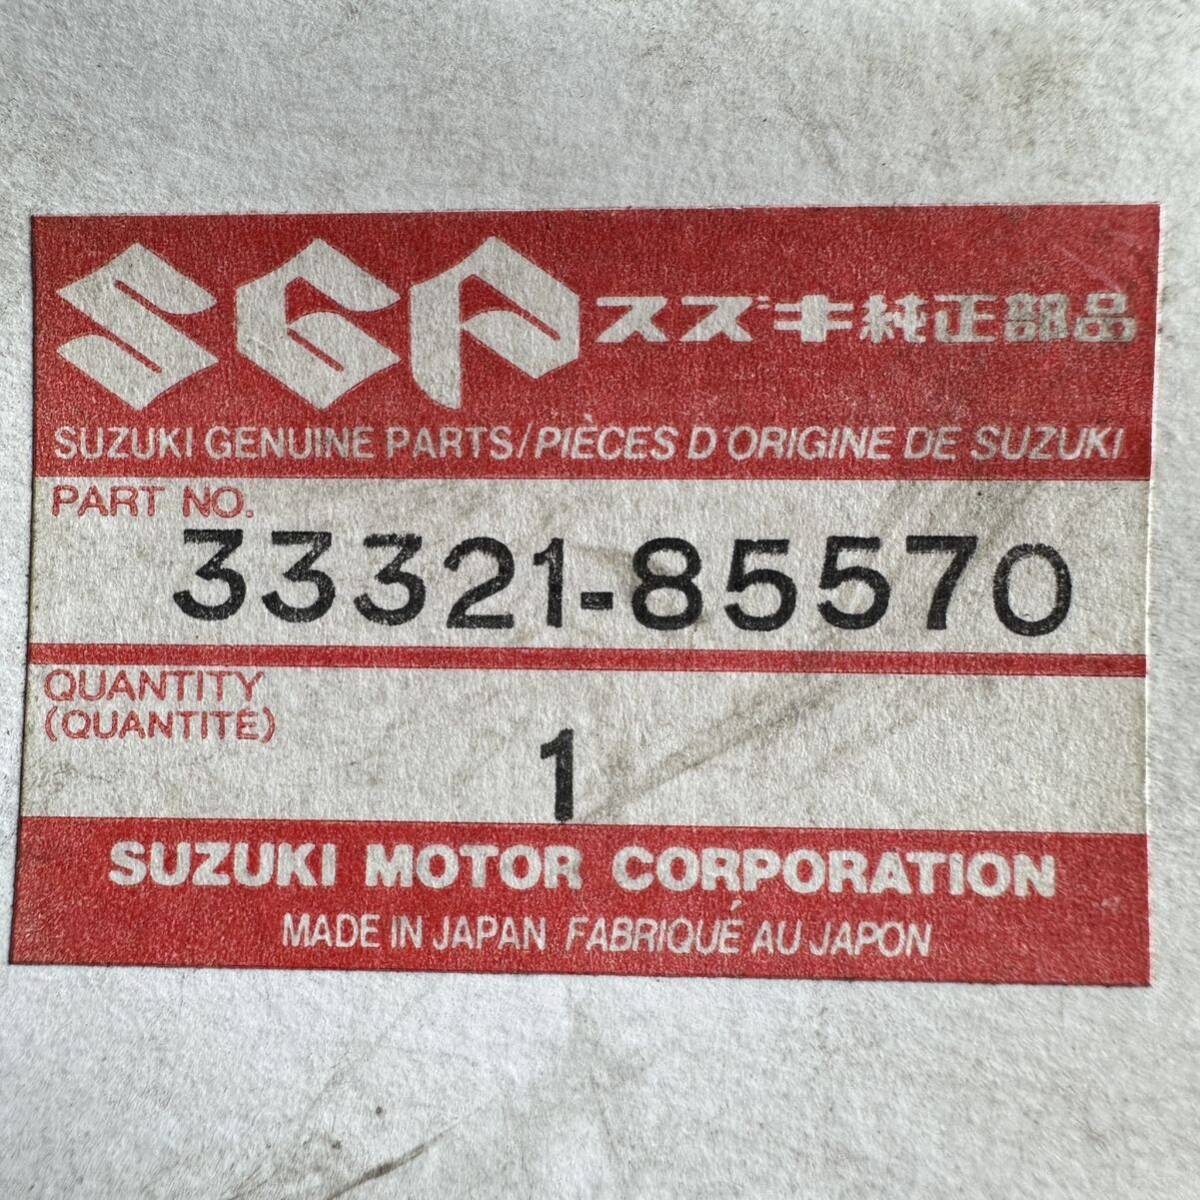 SGP スズキ純正部品
SUZUKI GENUINE PARTS/PIÈCES D'ORIGINE DE SUZUKI
PART NO.
33321-85570
QUANTITY
(QUANTITÉ)
1
SUZUKI MOTOR CORPORATION
MADE IN JAPAN FABRIQUÉ AU JAPON